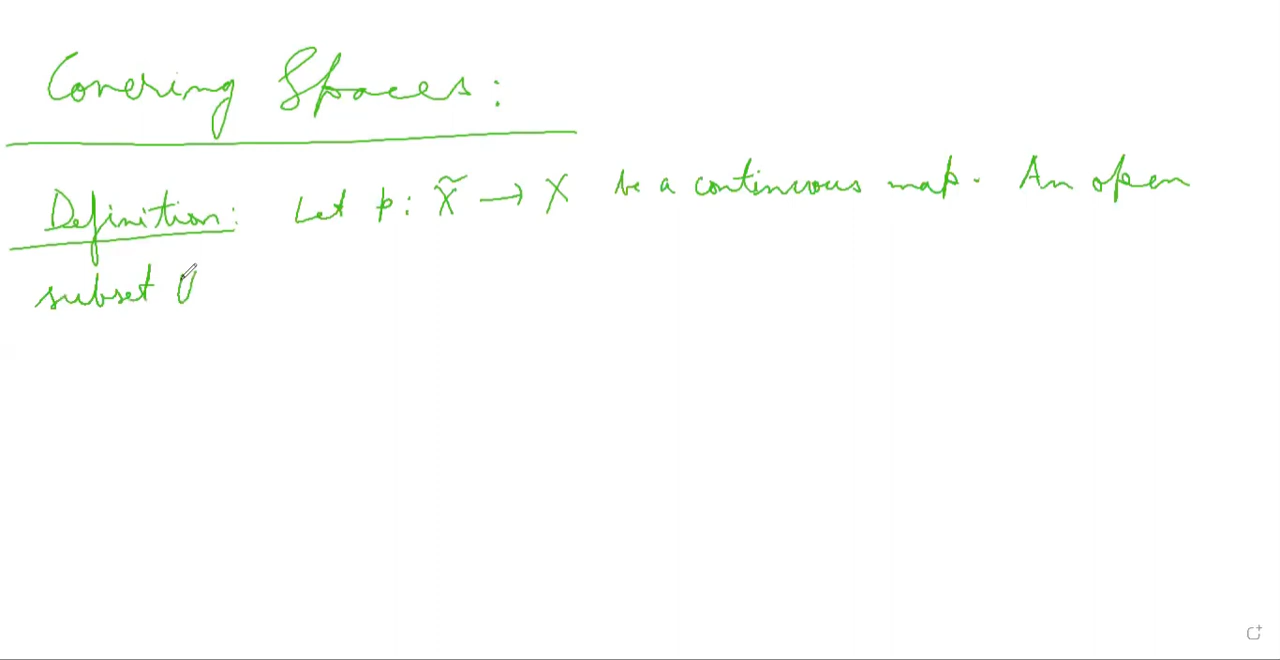 Covering Spaces:
Definition: Let p: X̃ → X be a continuous map. An open
subset